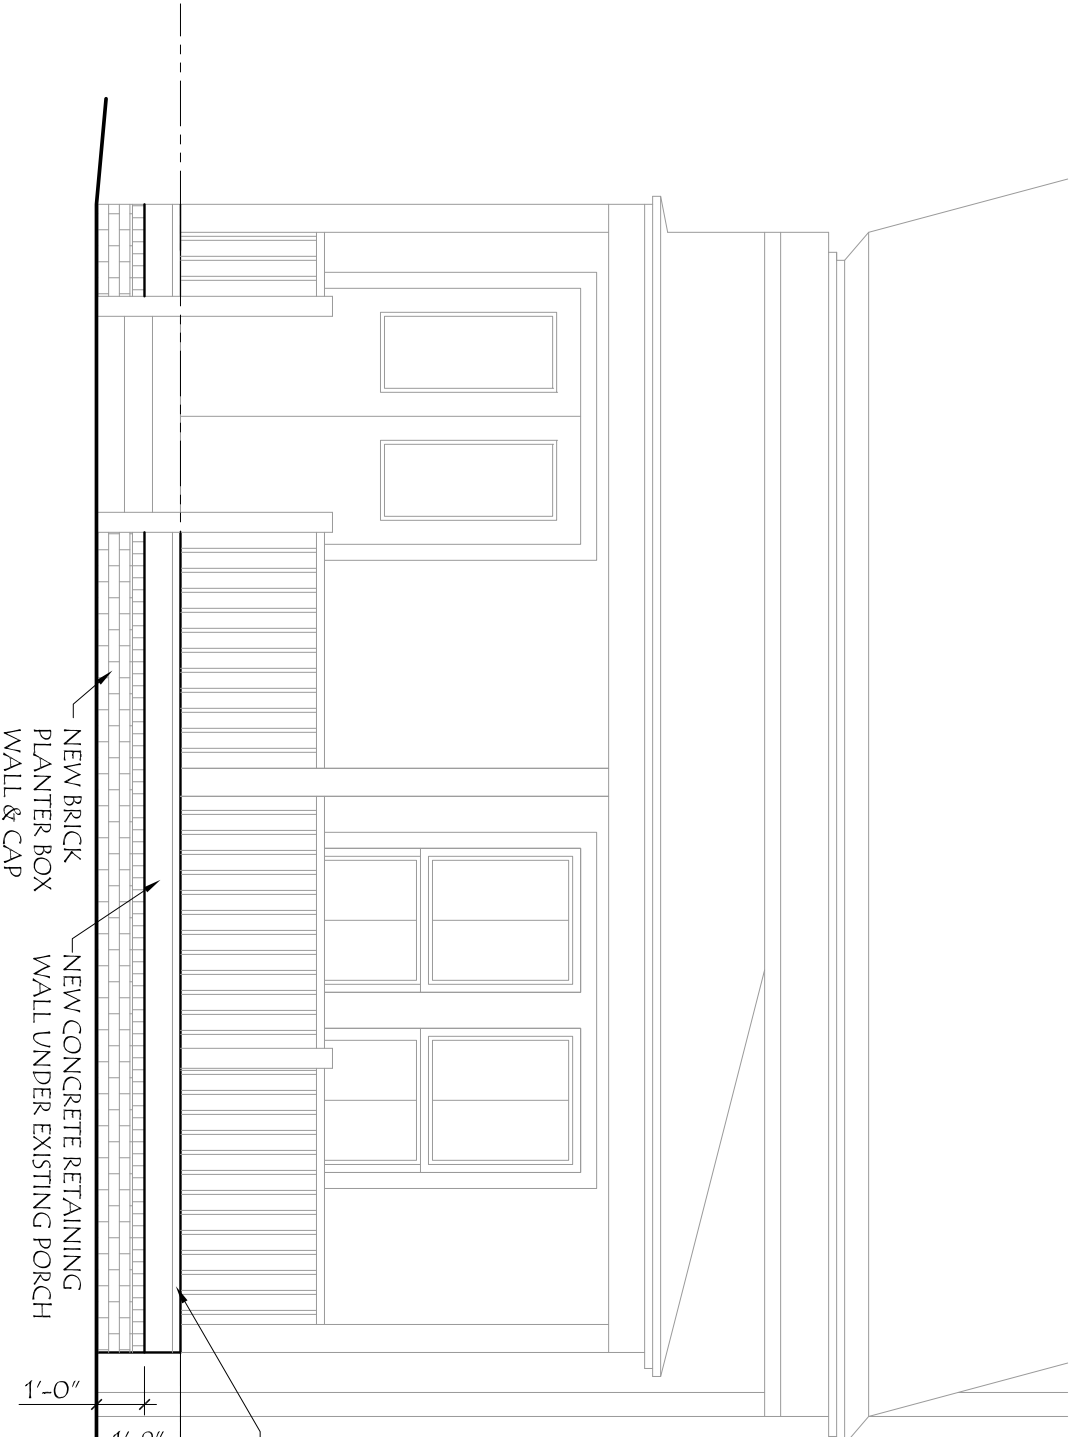 NEW BRICK
PLANTER BOX
WALL & CAP
NEW CONCRETE RETAINING
WALL UNDER EXISTING PORCH
1'-0"